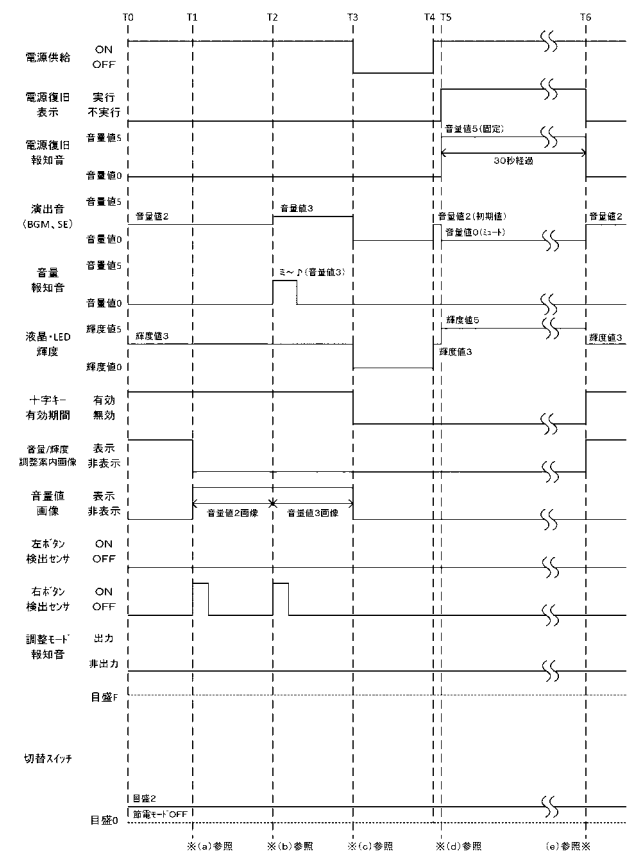 T0 T1 T2 T3 T4 T5 T6
電源供給 ON
OFF
電源復旧
表示 実行
不実行
電源復旧
報知音 音量値5
音量値0
音量値5(固定)
30秒経過
演出音
(BGM、SE) 音量値5
音量値0
音量値2
音量値3
音量値2(初期値)
音量値0(ミュート)
音量値2
音量
報知音 音量値5
音量値0
ミ~♪(音量値3)
液晶・LED
輝度 輝度値5
輝度値0
輝度値3
輝度値5
輝度値3
輝度値3
十字キー
有効期間 有効
無効
音量/輝度
調整案内画像 表示
非表示
音量値
画像 表示
非表示
音量値2画像 音量値3画像
左ボタン
検出センサ ON
OFF
右ボタン
検出センサ ON
OFF
調整モード
報知音 出力
非出力
目盛F
切替スイッチ
目盛2
節電モードOFF
目盛0
※(a)参照 ※(b)参照 ※(c)参照 ※(d)参照 (e)参照※